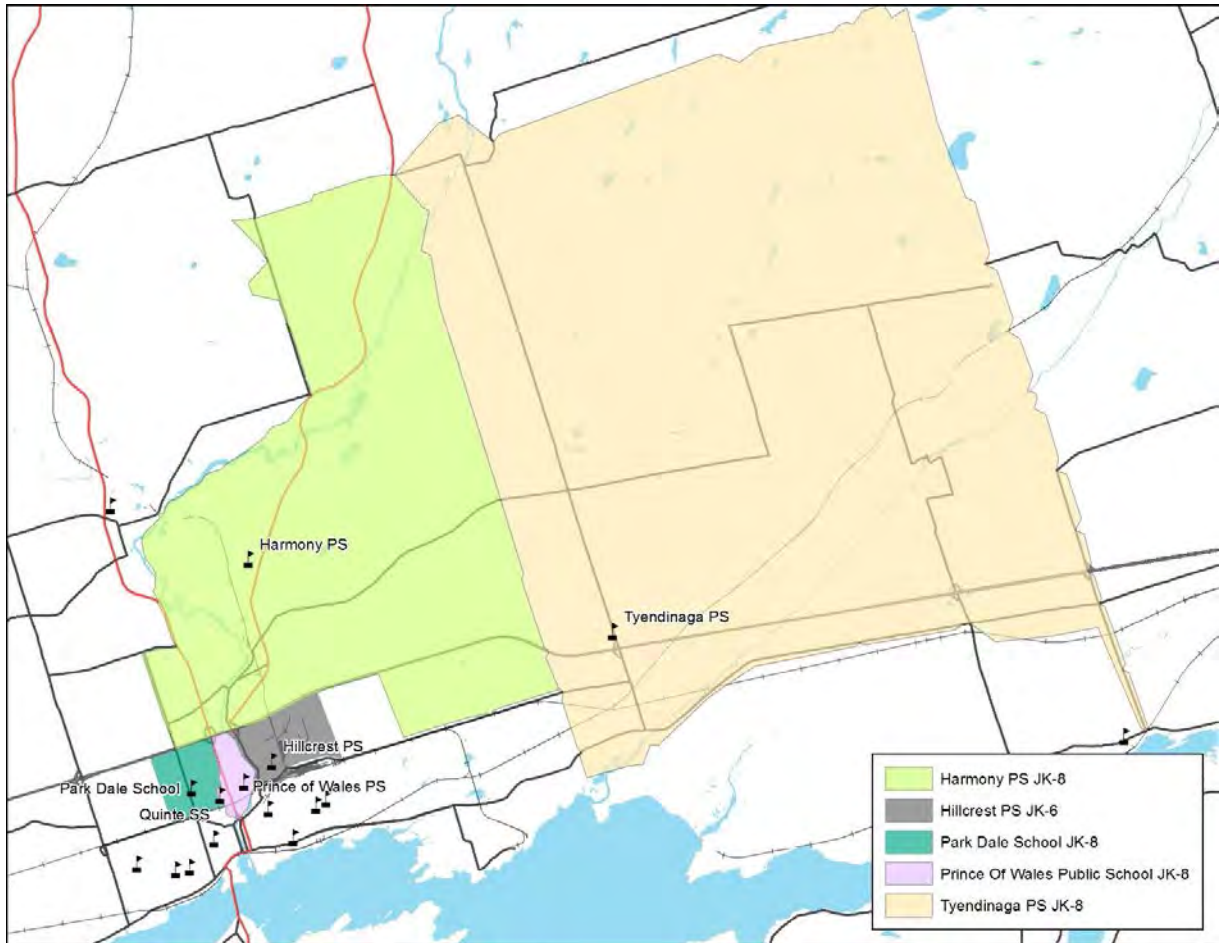 Harmony PS
Tyendinaga PS
Hillcrest PS
Park Dale School
Prince of Wales PS
Quinte SS
Harmony PS JK-8
Hillcrest PS JK-6
Park Dale School JK-8
Prince Of Wales Public School JK-8
Tyendinaga PS JK-8